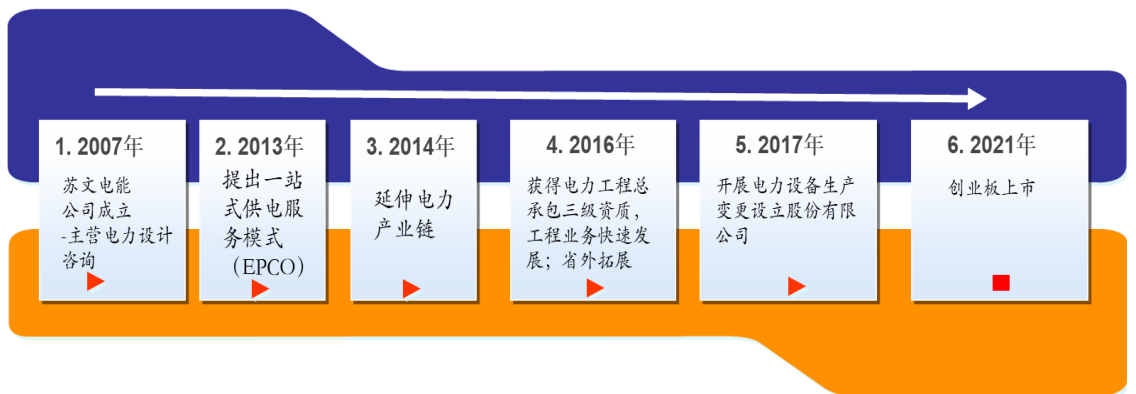 1. 2007年
苏文电能
公司成立
-主营电力设计
咨询
2. 2013年
提出一站
式供电服
务模式
（EPCO）
3. 2014年
延伸电力
产业链
4. 2016年
获得电力工程总
承包三级资质，
工程业务快速发
展；省外拓展
5. 2017年
开展电力设备生产
变更设立股份有限
公司
6. 2021年
创业板上市